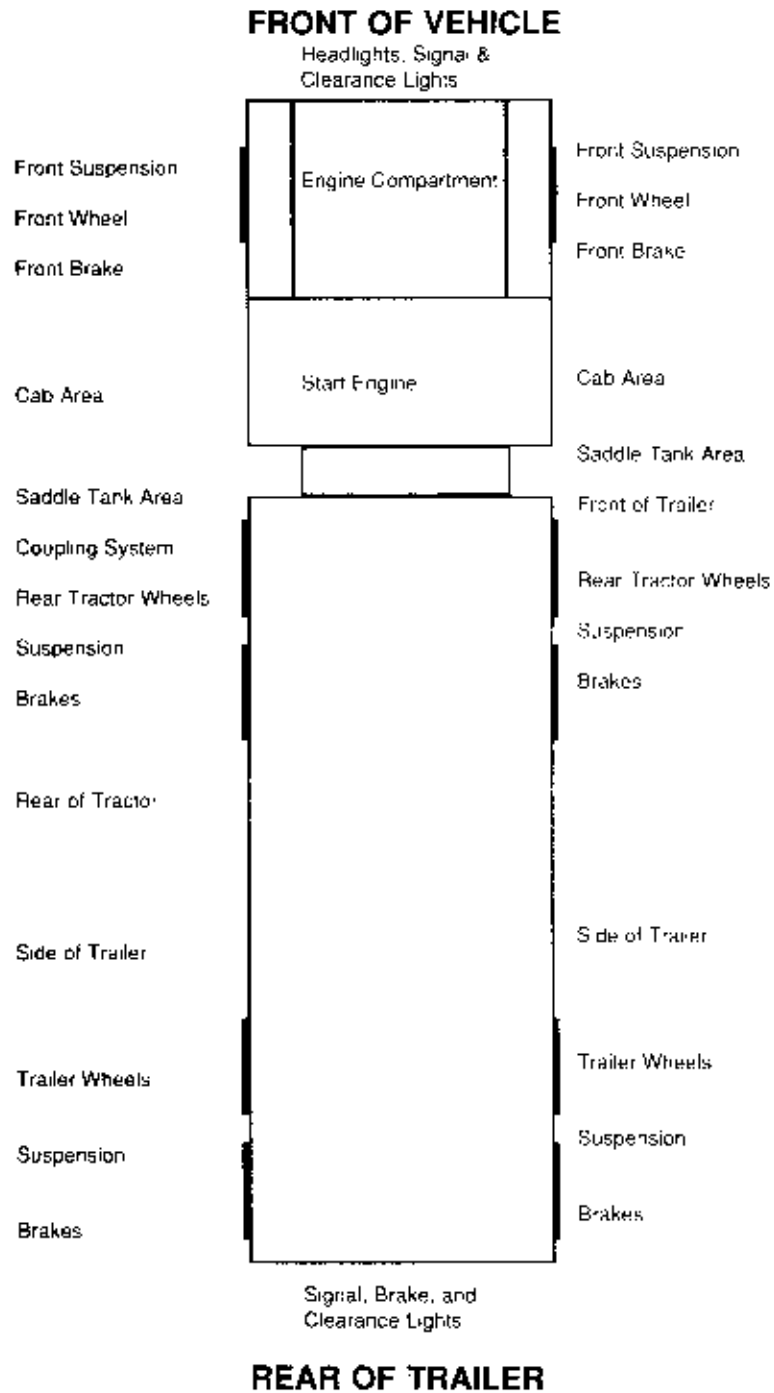 FRONT OF VEHICLE
Headlights, Signal &
Clearance Lights
Front Suspension
Front Wheel
Front Brake
Engine Compartment
Front Suspension
Front Wheel
Front Brake
Cab Area
Start Engine
Cab Area
Saddle Tank Area
Coupling System
Rear Tractor Wheels
Suspension
Brakes
Rear of Tractor
Side of Trailer
Trailer Wheels
Suspension
Brakes
Saddle Tank Area
Front of Trailer
Rear Tractor Wheels
Suspension
Brakes
Side of Trailer
Trailer Wheels
Suspension
Brakes
Signal, Brake, and
Clearance Lights
REAR OF TRAILER